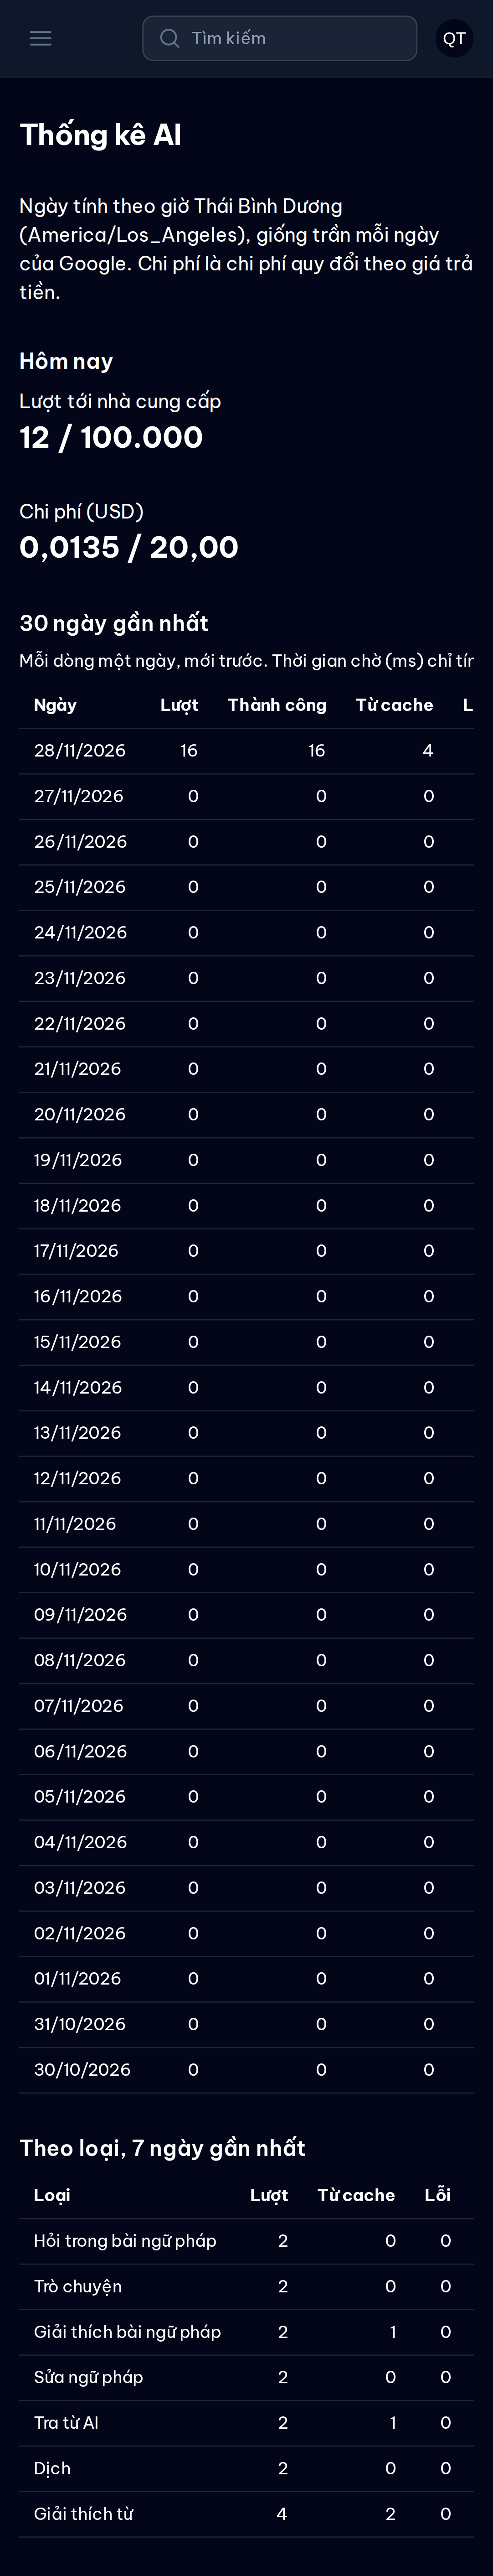 Tìm kiếm
QT
Thống kê AI
Ngày tính theo giờ Thái Bình Dương
(America/Los_Angeles), giống trần mỗi ngày
của Google. Chi phí là chi phí quy đổi theo giá trả
tiền.
Hôm nay
Lượt tới nhà cung cấp
12 / 100.000
Chi phí (USD)
0,0135 / 20,00
30 ngày gần nhất
Mỗi dòng một ngày, mới trước. Thời gian chờ (ms) chỉ
Ngày Lượt Thành công Từ cache L
28/11/2026 16 16 4
27/11/2026 0 0 0
26/11/2026 0 0 0
25/11/2026 0 0 0
24/11/2026 0 0 0
23/11/2026 0 0 0
22/11/2026 0 0 0
21/11/2026 0 0 0
20/11/2026 0 0 0
19/11/2026 0 0 0
18/11/2026 0 0 0
17/11/2026 0 0 0
16/11/2026 0 0 0
15/11/2026 0 0 0
14/11/2026 0 0 0
13/11/2026 0 0 0
12/11/2026 0 0 0
11/11/2026 0 0 0
10/11/2026 0 0 0
09/11/2026 0 0 0
08/11/2026 0 0 0
07/11/2026 0 0 0
06/11/2026 0 0 0
05/11/2026 0 0 0
04/11/2026 0 0 0
03/11/2026 0 0 0
02/11/2026 0 0 0
01/11/2026 0 0 0
31/10/2026 0 0 0
30/10/2026 0 0 0
Theo loại, 7 ngày gần nhất
Loại Lượt Từ cache Lỗi
Hỏi trong bài ngữ pháp 2 0 0
Trò chuyện 2 0 0
Giải thích bài ngữ pháp 2 1 0
Sửa ngữ pháp 2 0 0
Tra từ AI 2 1 0
Dịch 2 0 0
Giải thích từ 4 2 0